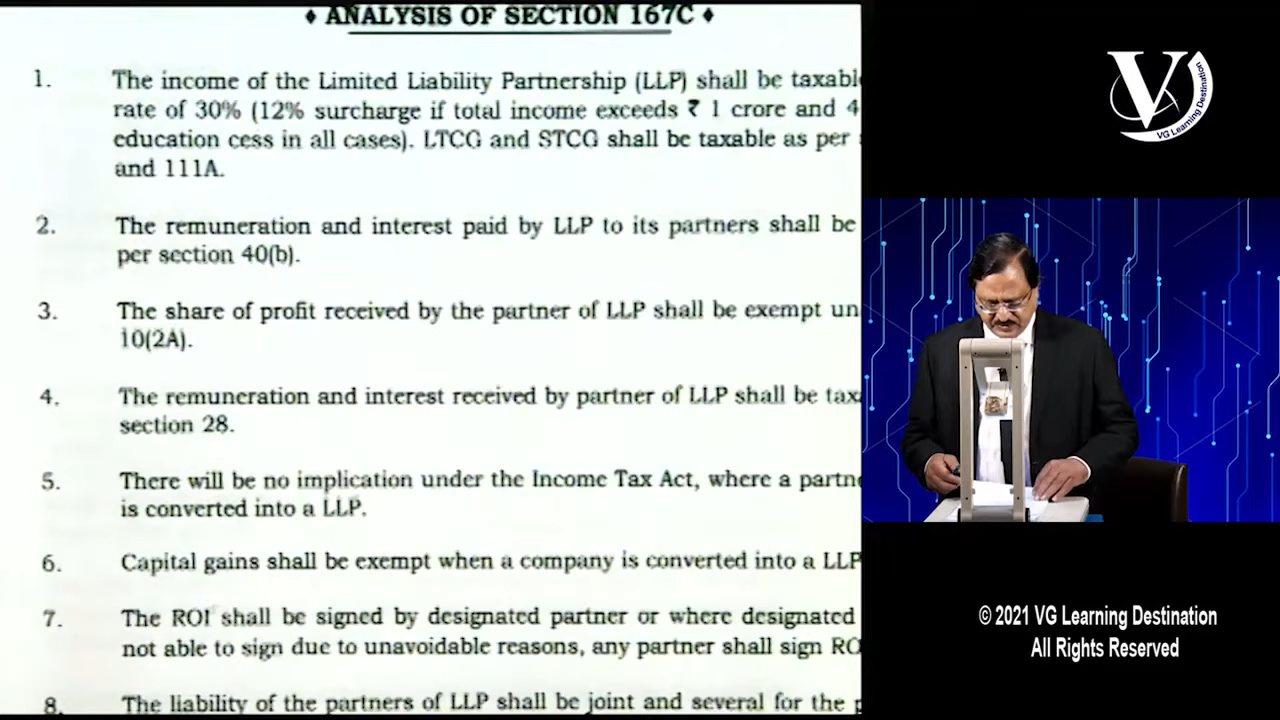 ♦ ANALYSIS OF SECTION 167C ♦
1. The income of the Limited Liability Partnership (LLP) shall be taxable
rate of 30% (12% surcharge if total income exceeds ₹ 1 crore and 4
education cess in all cases). LTCG and STCG shall be taxable as per
and 111A.
2. The remuneration and interest paid by LLP to its partners shall be
per section 40(b).
3. The share of profit received by the partner of LLP shall be exempt un
10(2A).
4. The remuneration and interest received by partner of LLP shall be taxa
section 28.
5. There will be no implication under the Income Tax Act, where a partne
is converted into a LLP.
6. Capital gains shall be exempt when a company is converted into a LLP
7. The ROI shall be signed by designated partner or where designated
not able to sign due to unavoidable reasons, any partner shall sign RO
8. The liability of the partners of LLP shall be joint and several for the p
V
VG Learning Destination
© 2021 VG Learning Destination
All Rights Reserved